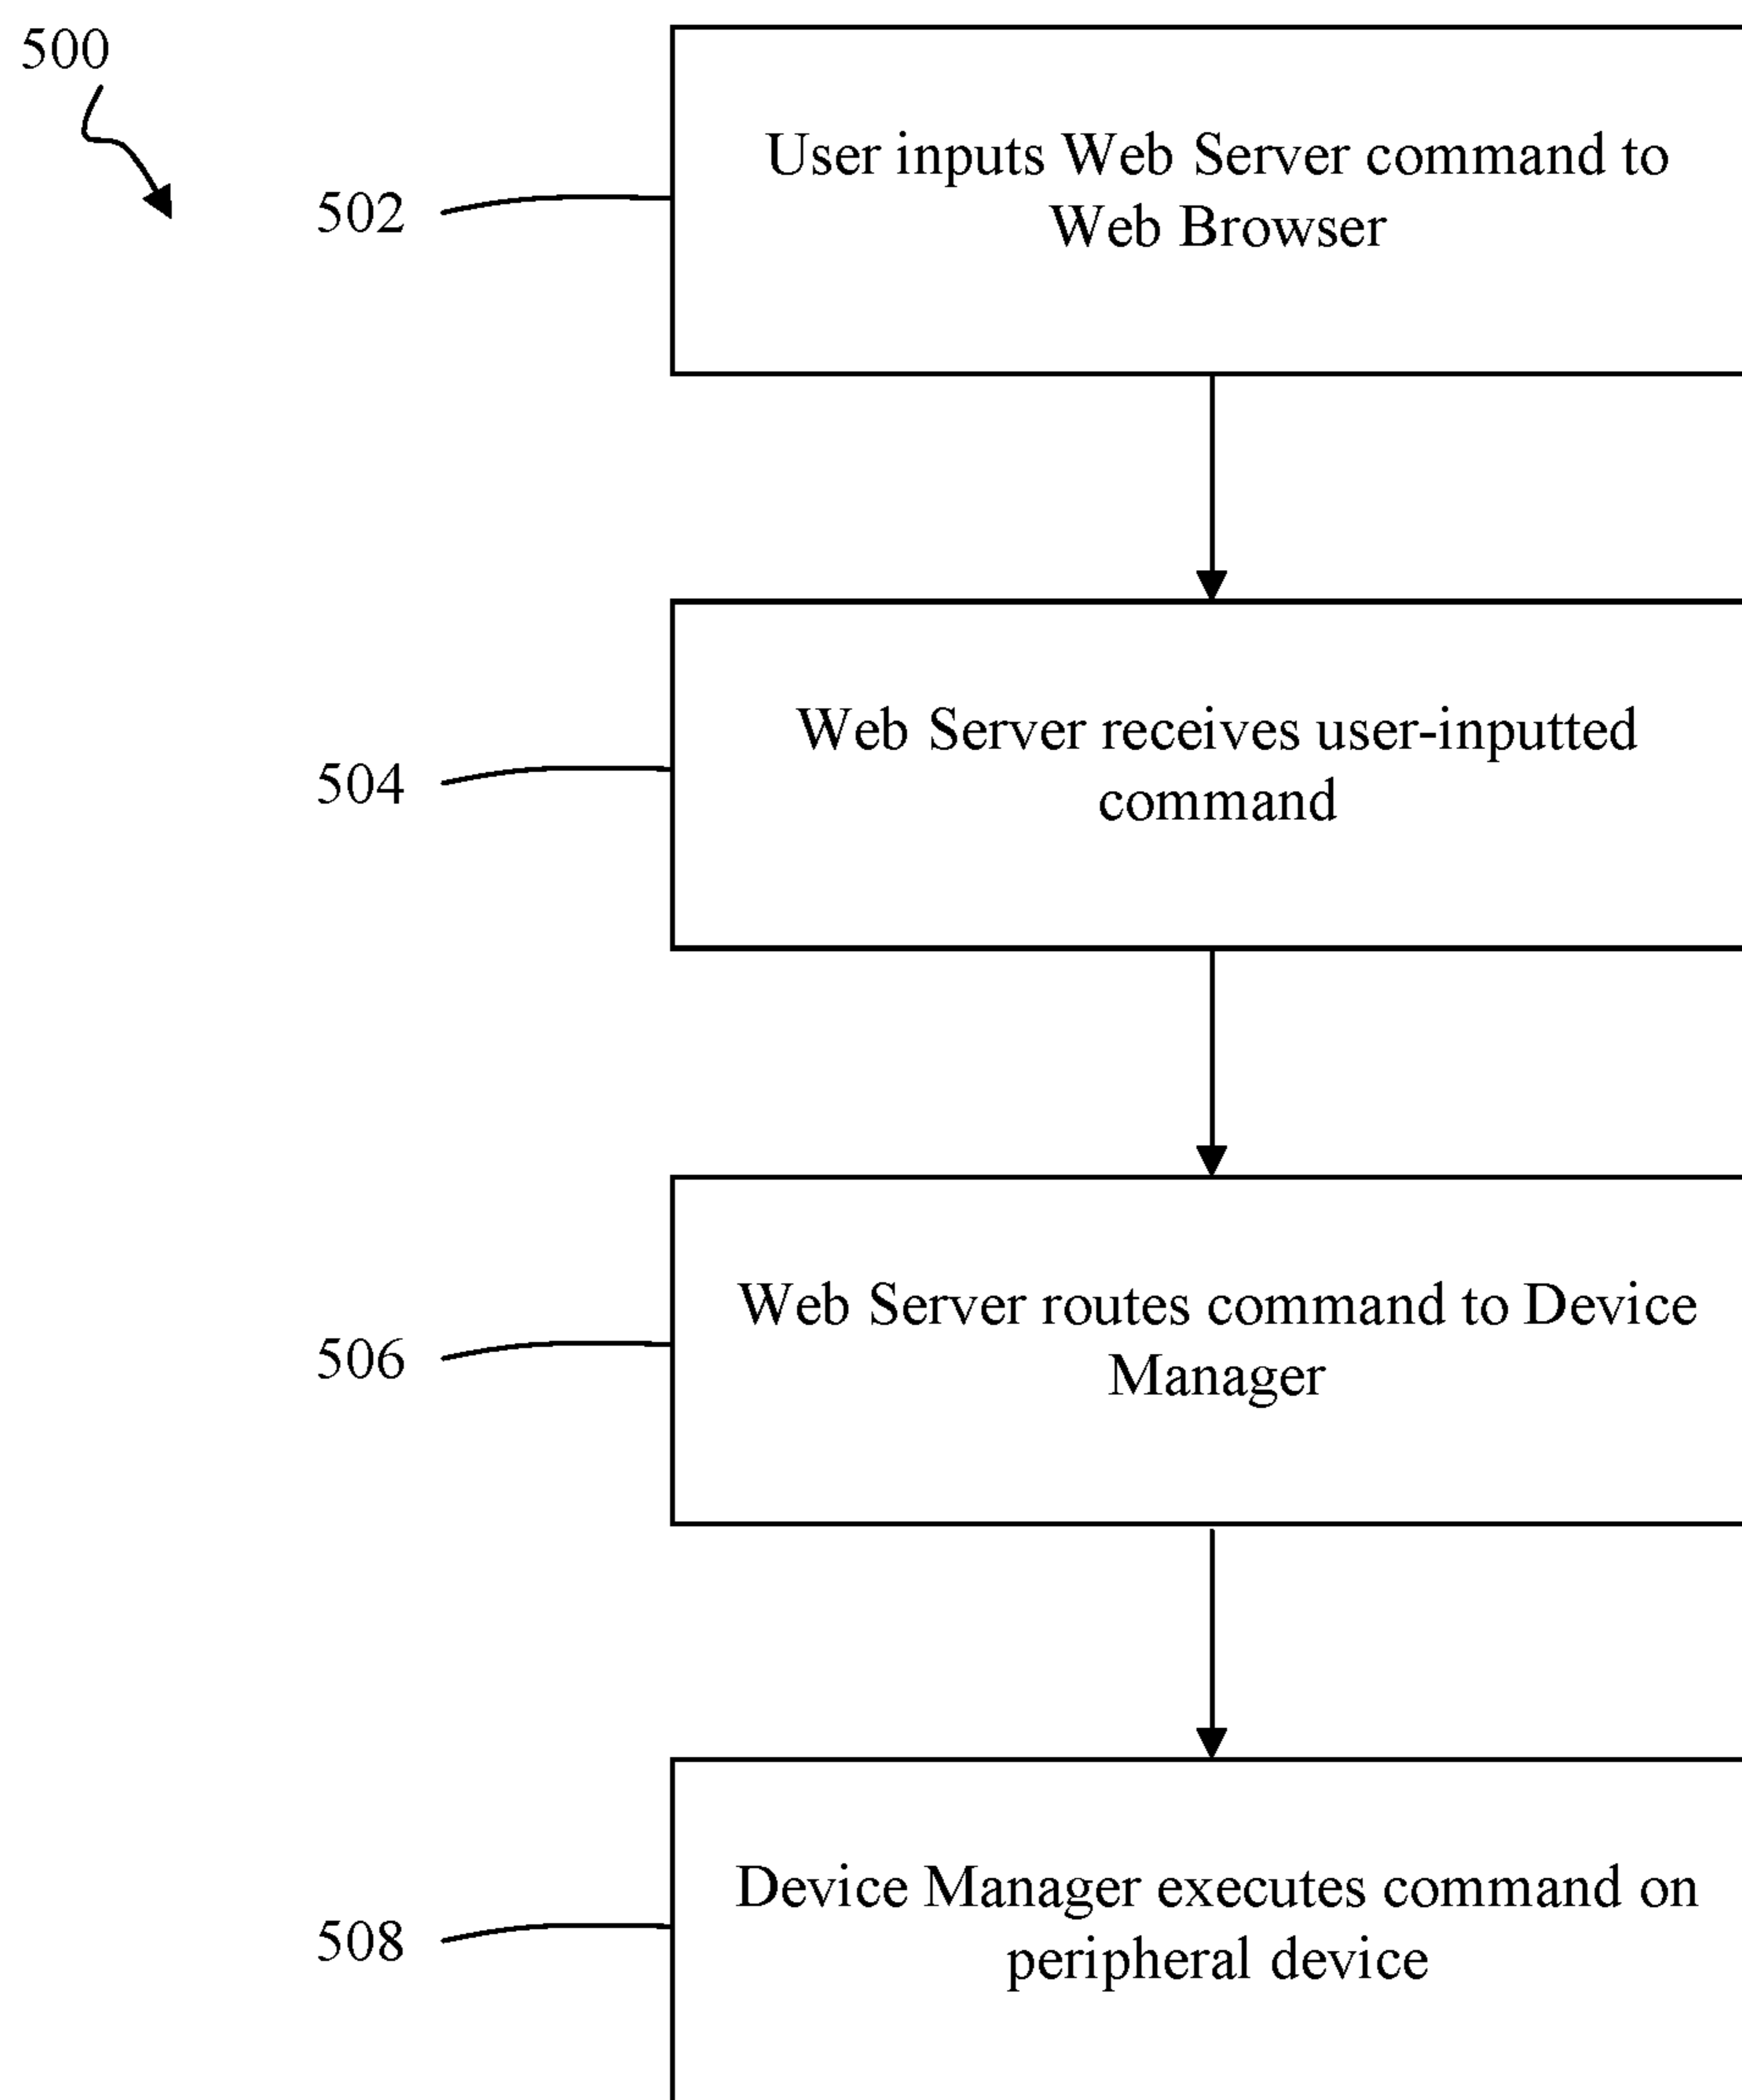 500
502
User inputs Web Server command to
Web Browser
504
Web Server receives user-inputted
command
506
Web Server routes command to Device
Manager
508
Device Manager executes command on
peripheral device